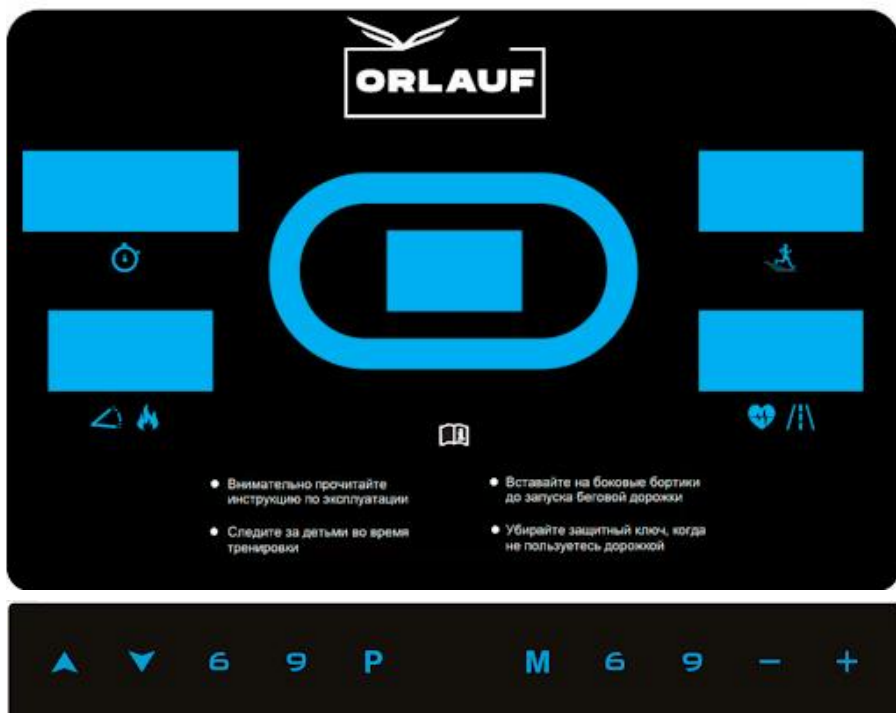 ORLAUF
Внимательно прочитайте
инструкцию по эксплуатации
Следите за детьми во время
тренировки
Вставайте на боковые бортики
до запуска беговой дорожки
Убирайте защитный ключ, когда
не пользуетесь дорожкой
6 9 P M 6 9 − +